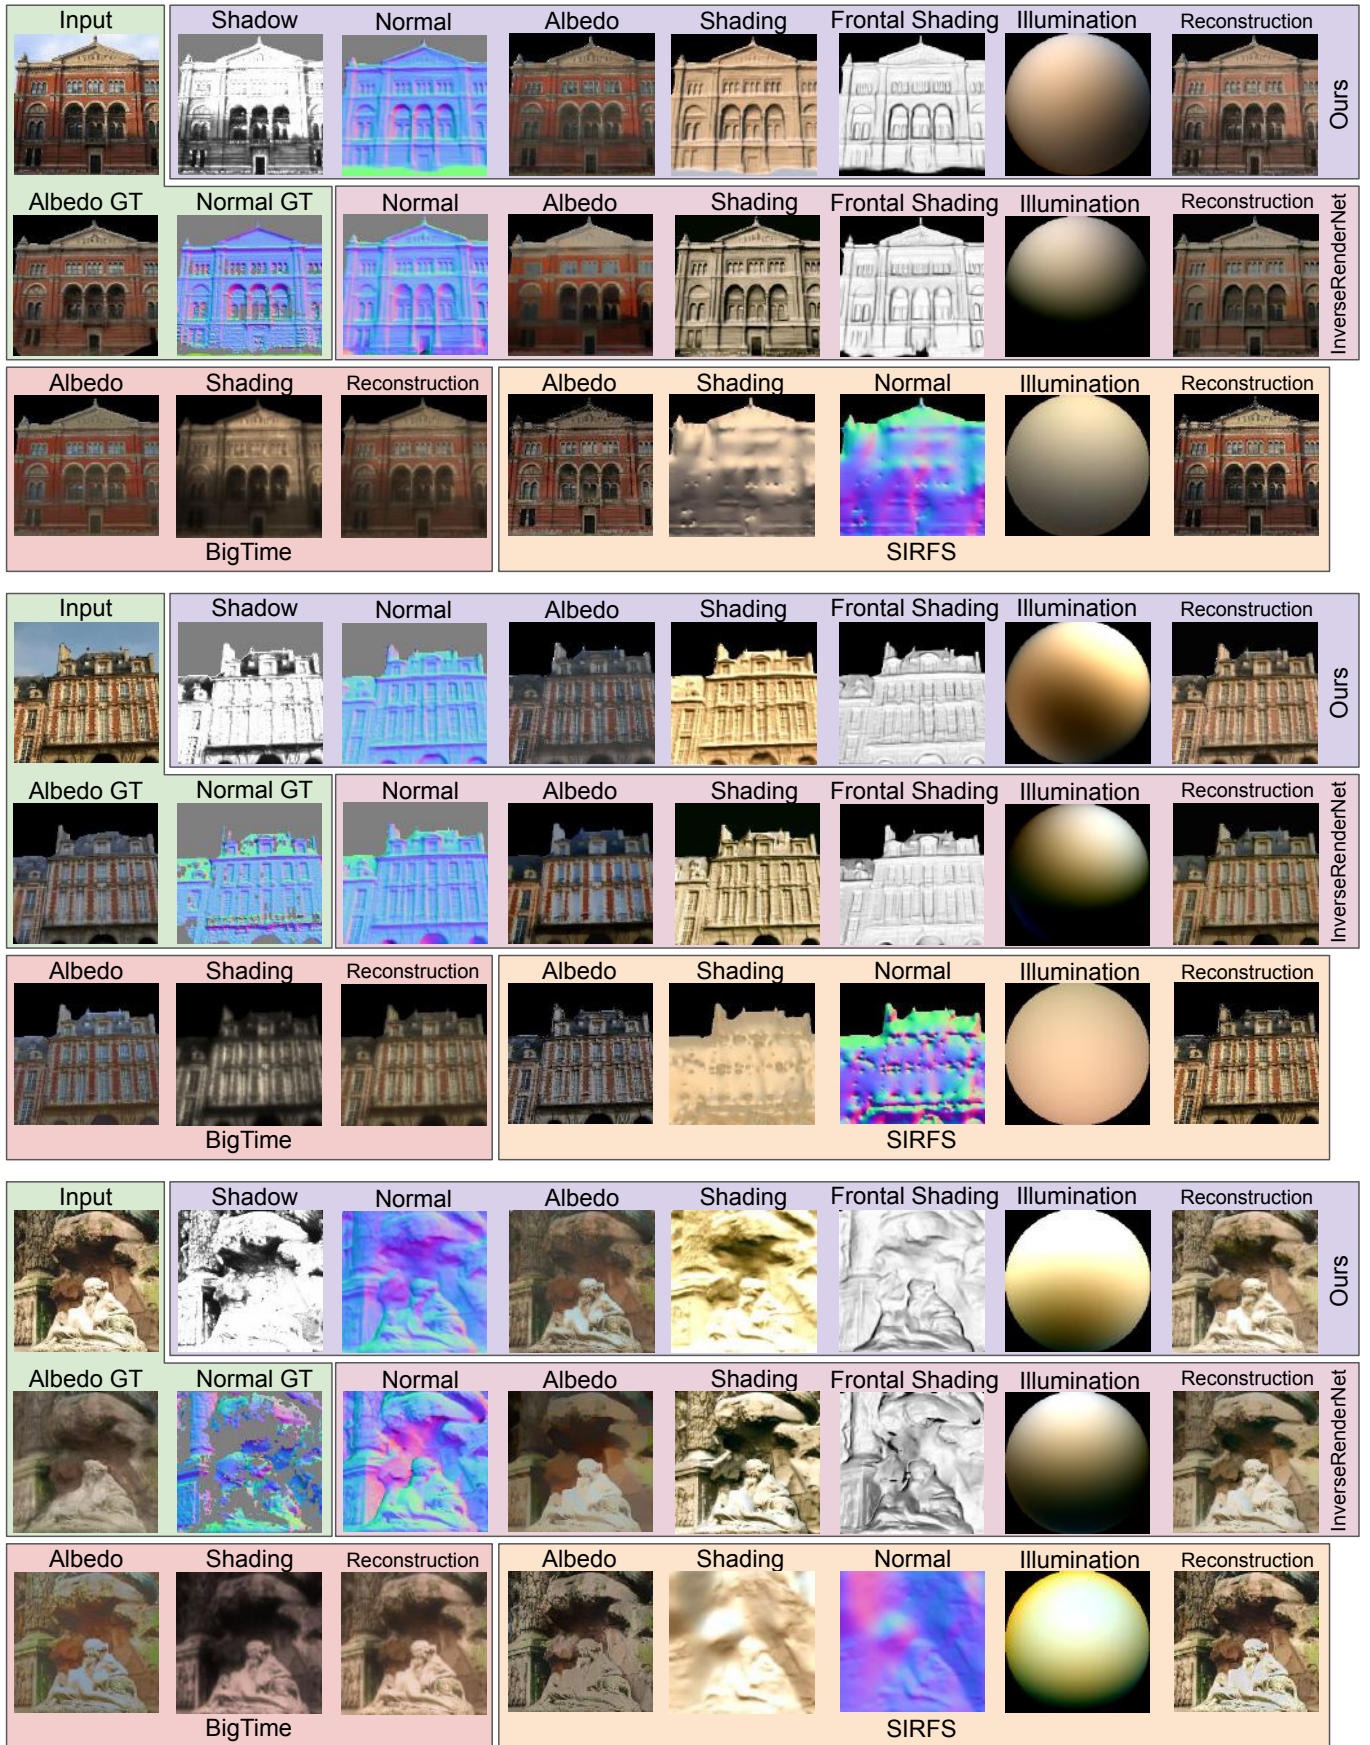 Input Shadow Normal Albedo Shading Frontal Shading Illumination Reconstruction
Ours
Albedo GT Normal GT Normal Albedo Shading Frontal Shading Illumination Reconstruction
InverseRenderNet
Albedo Shading Reconstruction Albedo Shading Normal Illumination Reconstruction
BigTime SIRFS
Input Shadow Normal Albedo Shading Frontal Shading Illumination Reconstruction
Ours
Albedo GT Normal GT Normal Albedo Shading Frontal Shading Illumination Reconstruction
InverseRenderNet
Albedo Shading Reconstruction Albedo Shading Normal Illumination Reconstruction
BigTime SIRFS
Input Shadow Normal Albedo Shading Frontal Shading Illumination Reconstruction
Ours
Albedo GT Normal GT Normal Albedo Shading Frontal Shading Illumination Reconstruction
InverseRenderNet
Albedo Shading Reconstruction Albedo Shading Normal Illumination Reconstruction
BigTime SIRFS